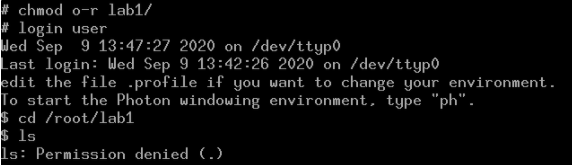 # chmod o-r lab1/
# login user
Wed Sep  9 13:47:27 2020 on /dev/ttyp0
Last login: Wed Sep 9 13:42:26 2020 on /dev/ttyp0
edit the file .profile if you want to change your environment.
To start the Photon windowing environment, type "ph".
$ cd /root/lab1
$ ls
ls: Permission denied (.)